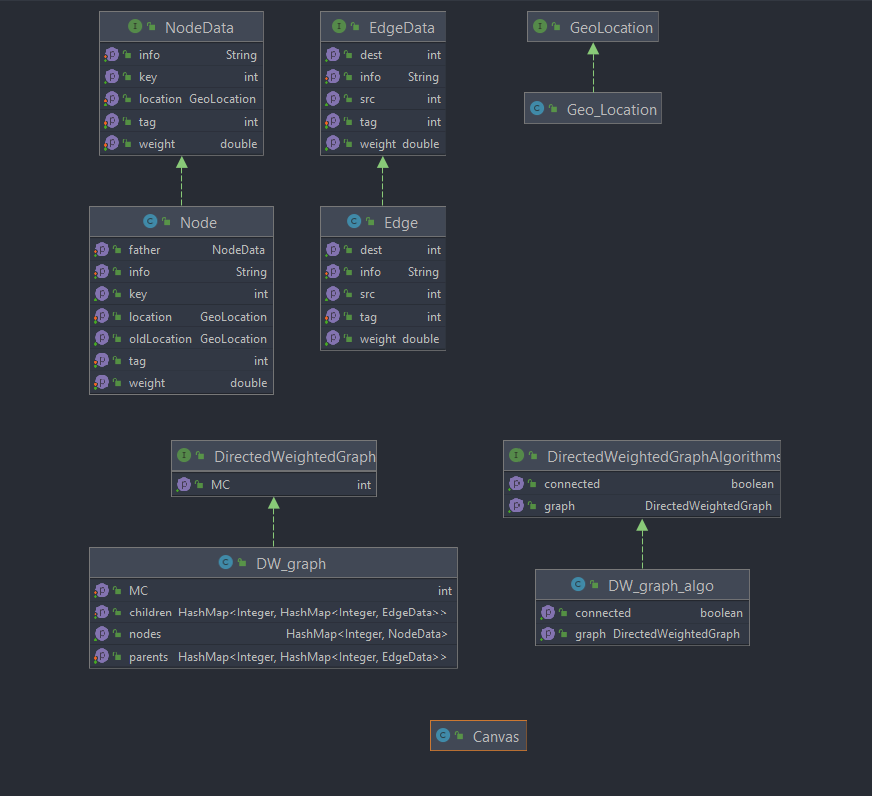 NodeData
info String
key int
location GeoLocation
tag int
weight double
EdgeData
dest int
info String
src int
tag int
weight double
GeoLocation
Geo_Location
Node
father NodeData
info String
key int
location GeoLocation
oldLocation GeoLocation
tag int
weight double
Edge
dest int
info String
src int
tag int
weight double
DirectedWeightedGraph
MC int
DirectedWeightedGraphAlgorithms
connected boolean
graph DirectedWeightedGraph
DW_graph
MC int
children HashMap<Integer, HashMap<Integer, EdgeData>>
nodes HashMap<Integer, NodeData>
parents HashMap<Integer, HashMap<Integer, EdgeData>>
DW_graph_algo
connected boolean
graph DirectedWeightedGraph
Canvas